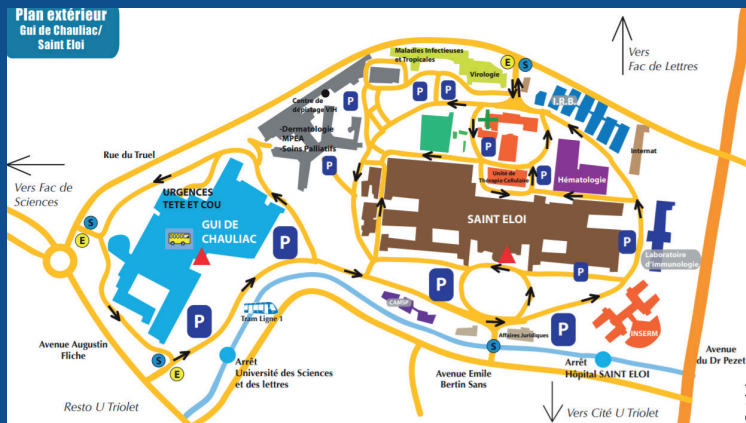 Plan extérieur
Gui de Chauliac/
Saint Eloi
Maladies Infectieuses
et Tropicales
E
S
Vers
Fac de Lettres
Virologie
P
P
P
I.R.B.
Centre de
dépistage VIH
-Dermatologie
MPEA
-Soins Palliatifs
Rue du Truel
P
P
Internat
Vers Fac de
Sciences
Unité de
Thérapie Cellulaire
P
Hématologie
URGENCES
TETE ET COU
SAINT ELOI
GUI DE
CHAULIAC
S
E
P
Laboratoire
d'immunologie
P
P
P
CAMSP
INSERM
P
Tram Ligne 1
P
Affaires Juridiques
S
Avenue Augustin
Fliche
S
E
Arrêt
Université des Sciences
et des lettres
Avenue Emile
Bertin Sans
Arrêt
Hôpital SAINT ELOI
Avenue
du Dr Pezet
Resto U Triolet
Vers Cité U Triolet